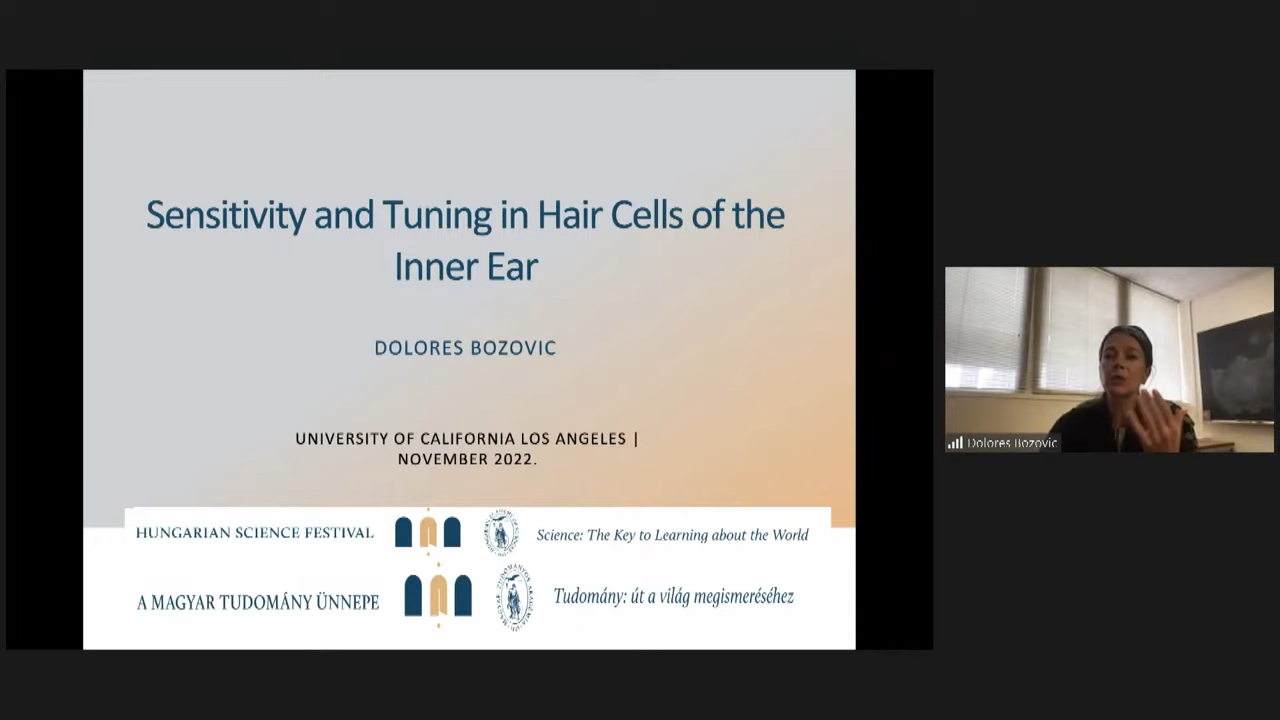 Sensitivity and Tuning in Hair Cells of the
Inner Ear
DOLORES BOZOVIC
UNIVERSITY OF CALIFORNIA LOS ANGELES |
NOVEMBER 2022.
HUNGARIAN SCIENCE FESTIVAL
Science: The Key to Learning about the World
A MAGYAR TUDOMÁNY ÜNNEPE
Tudomány: út a világ megismeréséhez
Dolores Bozovic